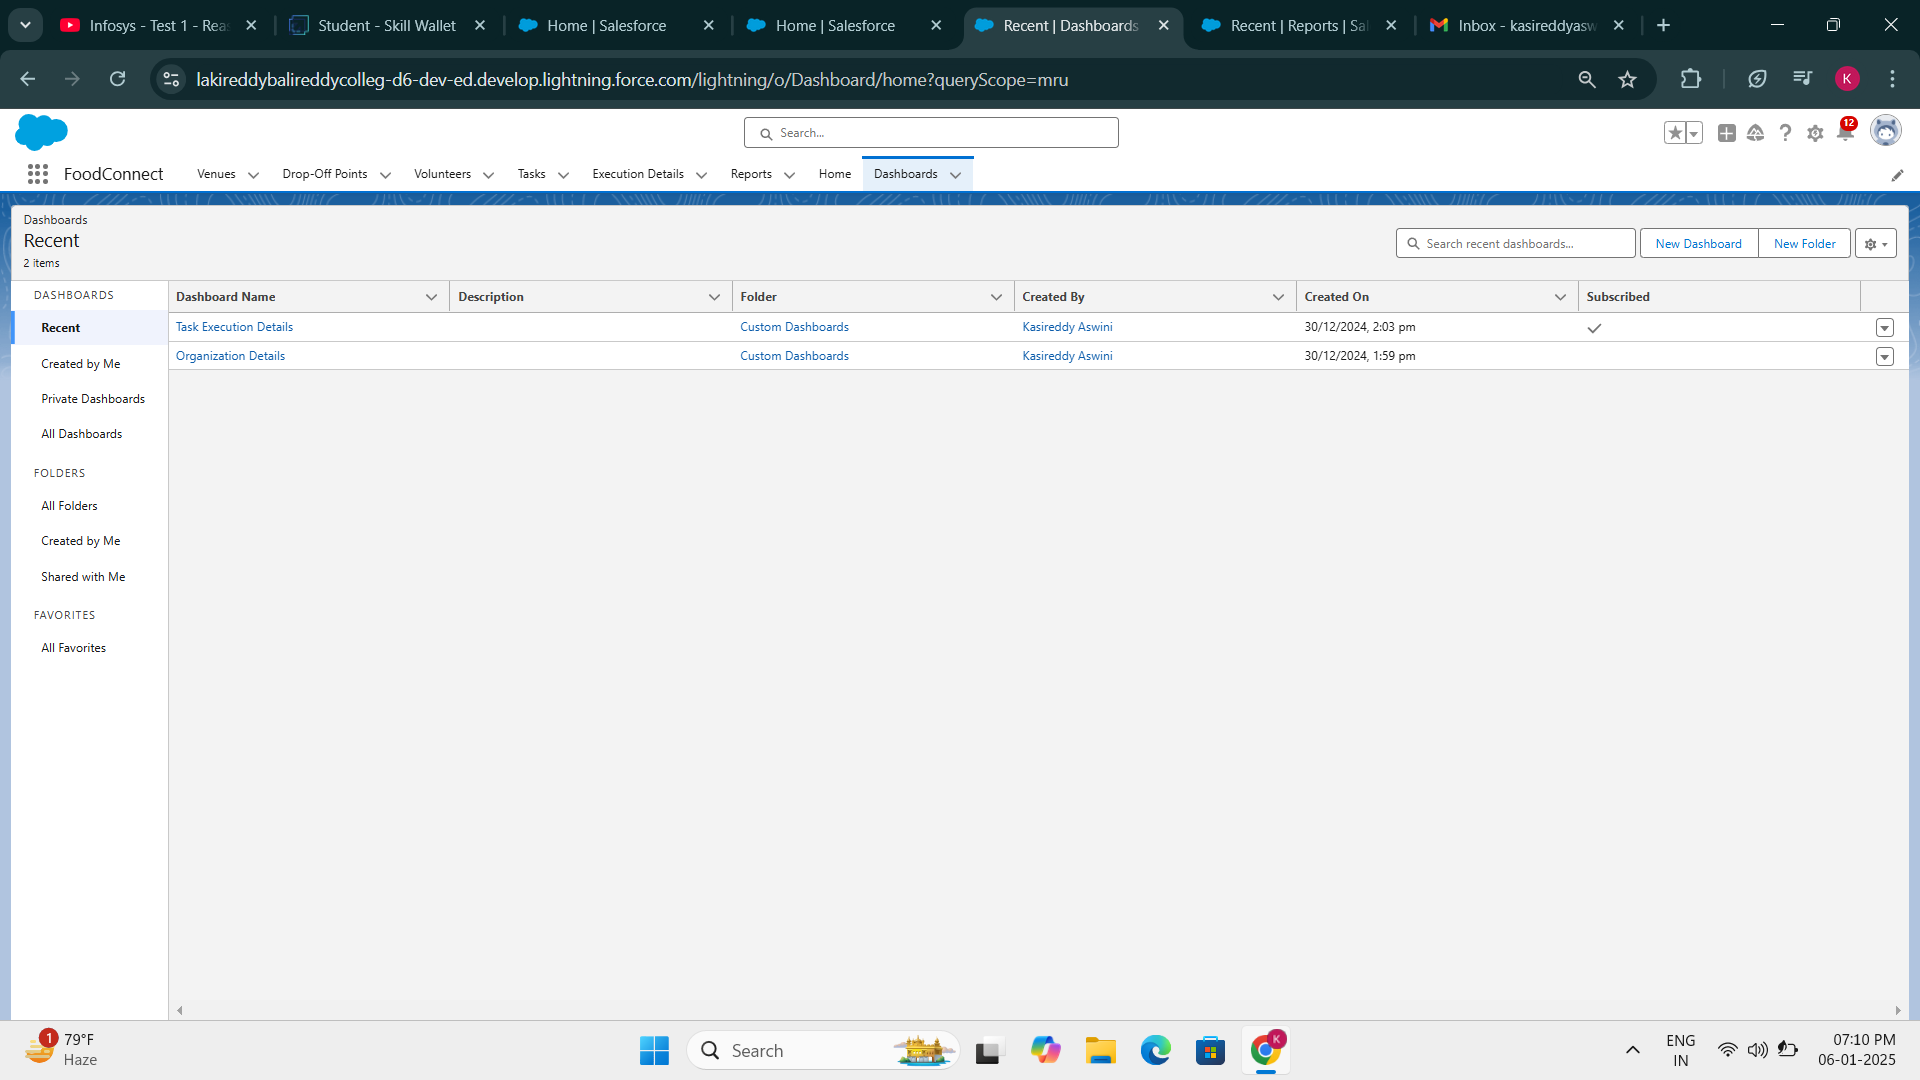 Infosys - Test 1 - Rea
Student - Skill Wallet
Home | Salesforce
Home | Salesforce
Recent | Dashboards
Recent | Reports | Sal
Inbox - kasireddyasw
lakireddybalireddycolleg-d6-dev-ed.develop.lightning.force.com/lightning/o/Dashboard/home?queryScope=mru
K
Search...
12
FoodConnect Venues Drop-Off Points Volunteers Tasks Execution Details Reports Home Dashboards
Dashboards
Recent
2 items
Search recent dashboards...
New Dashboard
New Folder
DASHBOARDS
Recent
Created by Me
Private Dashboards
All Dashboards
FOLDERS
All Folders
Created by Me
Shared with Me
FAVORITES
All Favorites
Dashboard Name Description Folder Created By Created On Subscribed
Task Execution Details Custom Dashboards Kasireddy Aswini 30/12/2024, 2:03 pm
Organization Details Custom Dashboards Kasireddy Aswini 30/12/2024, 1:59 pm
1
79°F
Haze
Search
K
ENG
IN
07:10 PM
06-01-2025